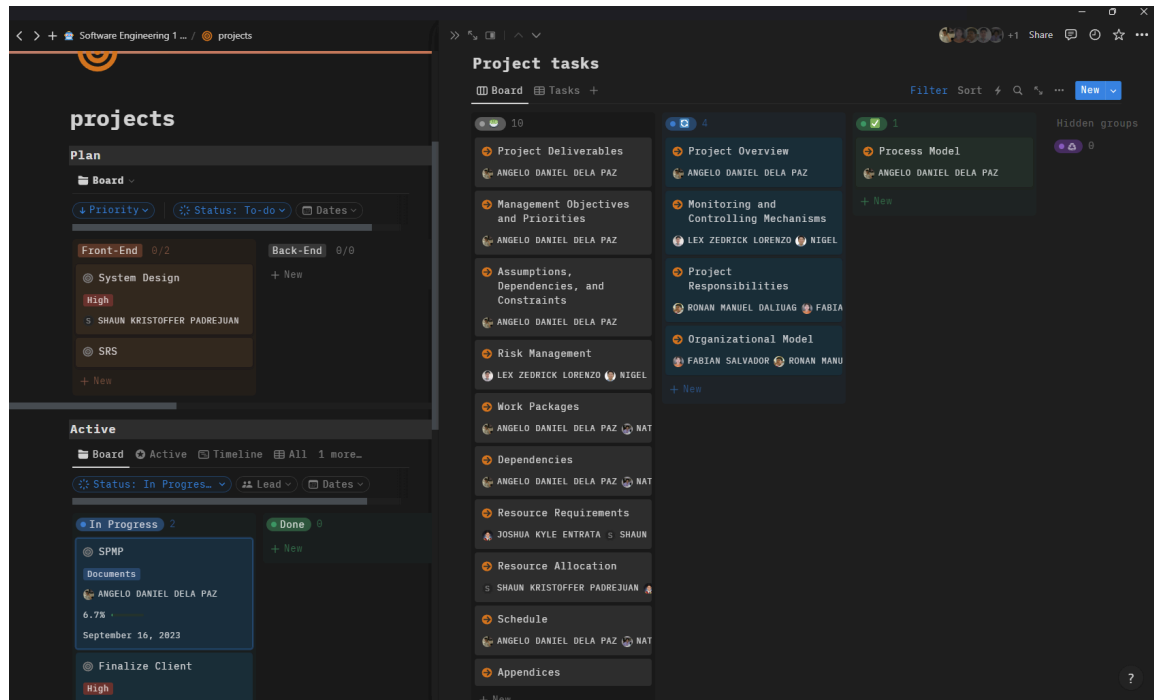 Software Engineering 1 ... / projects
+1 Share
projects
Plan
Board
Priority
Status: To-do
Dates
Front-End 0/2
System Design
High
S SHAUN KRISTOFFER PADREJUAN
SRS
+ New
Back-End 0/0
+ New
Active
Board Active Timeline All 1 more…
Status: In Progres…
Lead
Dates
In Progress 2
SPMP
Documents
ANGELO DANIEL DELA PAZ
6.7%
September 16, 2023
Finalize Client
High
Done 0
+ New
Project tasks
Board Tasks +
Filter Sort
New
10
Project Deliverables
ANGELO DANIEL DELA PAZ
Management Objectives
and Priorities
ANGELO DANIEL DELA PAZ
Assumptions,
Dependencies, and
Constraints
ANGELO DANIEL DELA PAZ
Risk Management
LEX ZEDRICK LORENZO NIGEL
Work Packages
ANGELO DANIEL DELA PAZ NAT
Dependencies
ANGELO DANIEL DELA PAZ NAT
Resource Requirements
JOSHUA KYLE ENTRATA S SHAUN
Resource Allocation
S SHAUN KRISTOFFER PADREJUAN
Schedule
ANGELO DANIEL DELA PAZ NAT
Appendices
+ New
4
Project Overview
ANGELO DANIEL DELA PAZ
Monitoring and
Controlling Mechanisms
LEX ZEDRICK LORENZO NIGEL
Project
Responsibilities
RONAN MANUEL DALIUAG FABIA
Organizational Model
FABIAN SALVADOR RONAN MANU
+ New
1
Process Model
ANGELO DANIEL DELA PAZ
+ New
Hidden groups
0
?